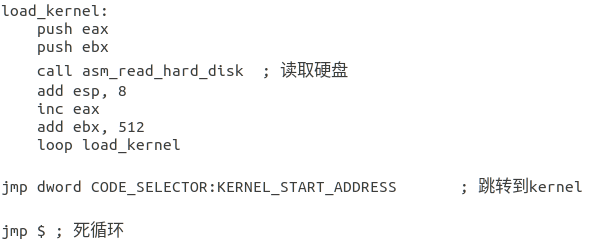 load_kernel:
push eax
push ebx
call asm_read_hard_disk ; 读取硬盘
add esp, 8
inc eax
add ebx, 512
loop load_kernel
jmp dword CODE_SELECTOR:KERNEL_START_ADDRESS ; 跳转到kernel
jmp $ ; 死循环